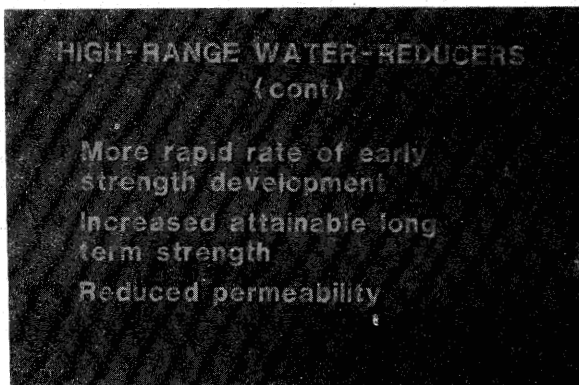 HIGH-RANGE WATER-REDUCERS
(cont)
More rapid rate of early
strength development
Increased attainable long
term strength
Reduced permeability